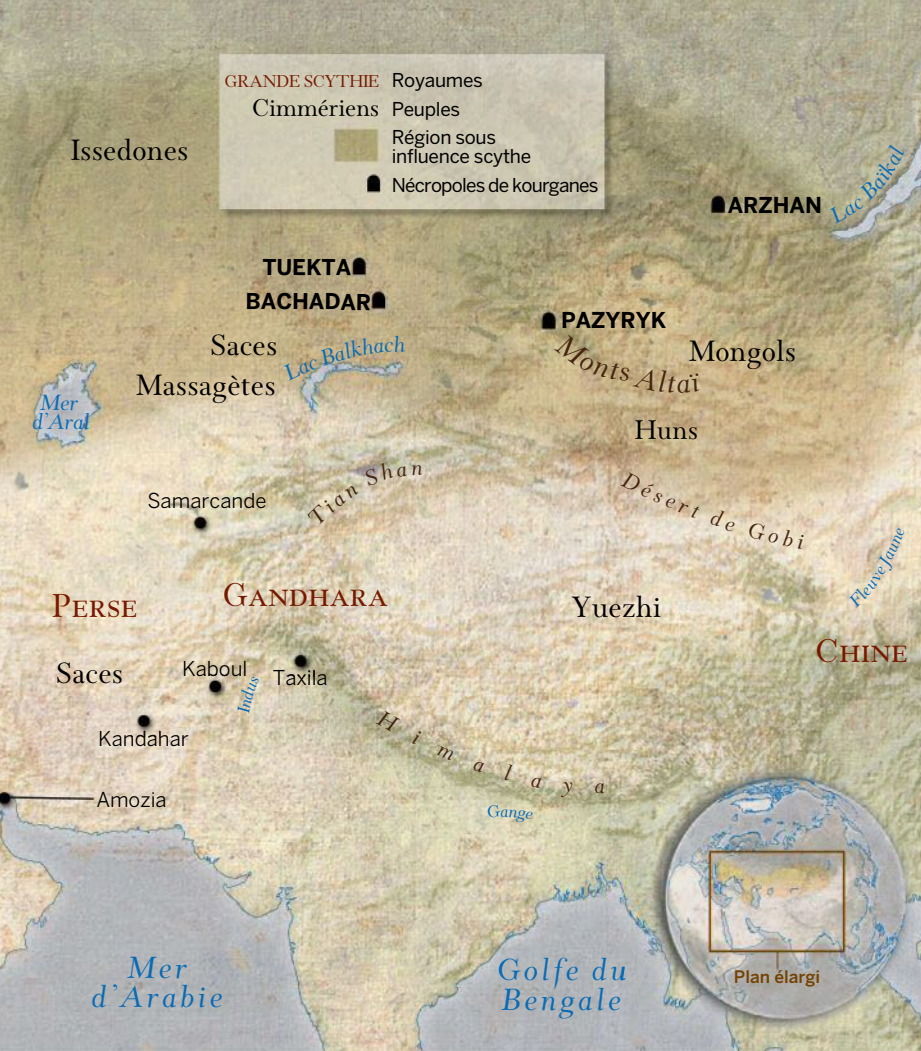 GRANDE SCYTHIE Royaumes
Cimmériens Peuples
Région sous
influence scythe
Nécropoles de kourganes
Issedones
Lac Baïkal
ARZHAN
TUEKTA
BACHADAR
PAZYRYK
Saces
Lac Balkhach
Monts Altaï
Mongols
Massagètes
Mer
d'Aral
Huns
Tian Shan
Désert de Gobi
Samarcande
Fleuve Jaune
PERSE
GANDHARA
Yuezhi
CHINE
Saces
Kaboul
Indus
Taxila
Kandahar
Himalaya
Amozia
Gange
Mer
d'Arabie
Golfe du
Bengale
Plan élargi